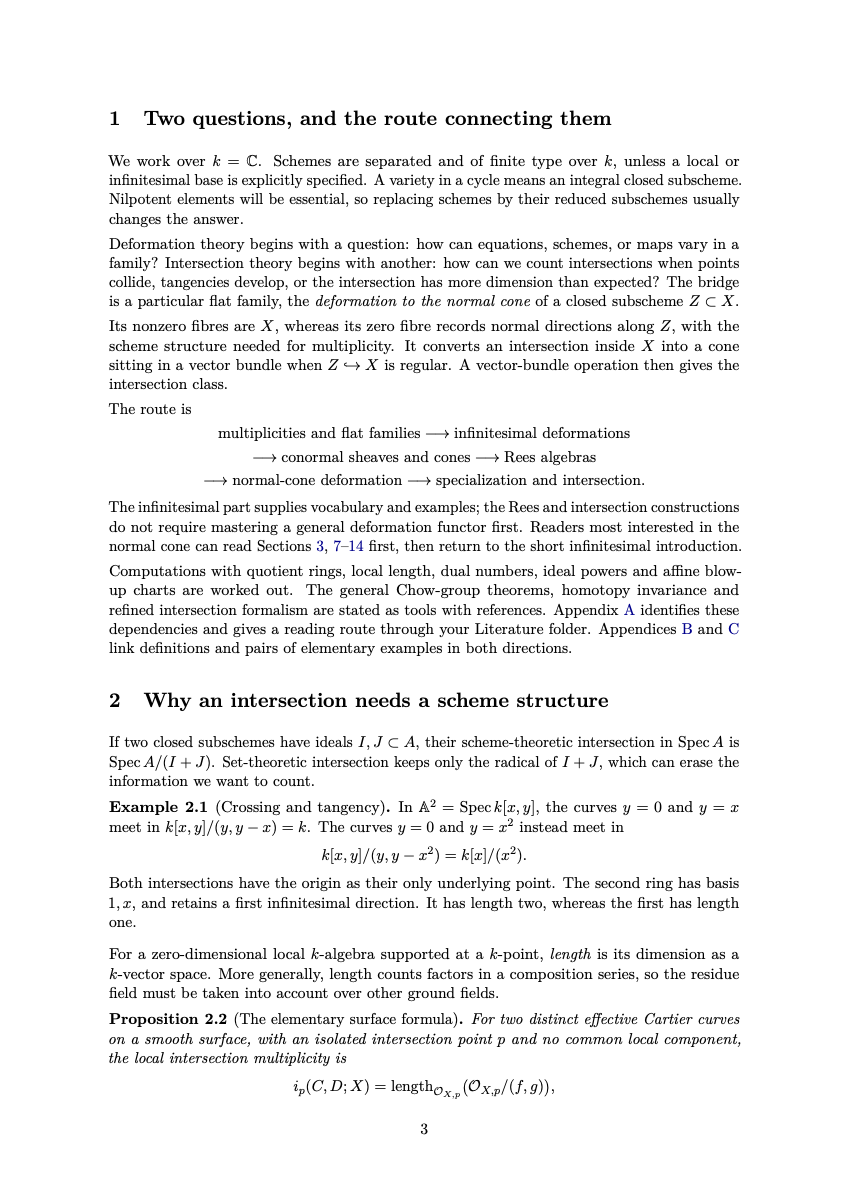 1 Two questions, and the route connecting them
We work over k = ℂ. Schemes are separated and of finite type over k, unless a local or
infinitesimal base is explicitly specified. A variety in a cycle means an integral closed subscheme.
Nilpotent elements will be essential, so replacing schemes by their reduced subschemes usually
changes the answer.
Deformation theory begins with a question: how can equations, schemes, or maps vary in a
family? Intersection theory begins with another: how can we count intersections when points
collide, tangencies develop, or the intersection has more dimension than expected? The bridge
is a particular flat family, the deformation to the normal cone of a closed subscheme Z ⊂ X.
Its nonzero fibres are X, whereas its zero fibre records normal directions along Z, with the
scheme structure needed for multiplicity. It converts an intersection inside X into a cone
sitting in a vector bundle when Z ↪ X is regular. A vector-bundle operation then gives the
intersection class.
The route is
multiplicities and flat families ⟶ infinitesimal deformations
⟶ conormal sheaves and cones ⟶ Rees algebras
⟶ normal-cone deformation ⟶ specialization and intersection.
The infinitesimal part supplies vocabulary and examples; the Rees and intersection constructions
do not require mastering a general deformation functor first. Readers most interested in the
normal cone can read Sections 3, 7–14 first, then return to the short infinitesimal introduction.
Computations with quotient rings, local length, dual numbers, ideal powers and affine blow-
up charts are worked out. The general Chow-group theorems, homotopy invariance and
refined intersection formalism are stated as tools with references. Appendix A identifies these
dependencies and gives a reading route through your Literature folder. Appendices B and C
link definitions and pairs of elementary examples in both directions.
2 Why an intersection needs a scheme structure
If two closed subschemes have ideals I, J ⊂ A, their scheme-theoretic intersection in Spec A is
Spec A/(I + J). Set-theoretic intersection keeps only the radical of I + J, which can erase the
information we want to count.
Example 2.1 (Crossing and tangency). In 𝔸² = Spec k[x, y], the curves y = 0 and y = x
meet in k[x, y]/(y, y − x) = k. The curves y = 0 and y = x² instead meet in
k[x, y]/(y, y − x²) = k[x]/(x²).
Both intersections have the origin as their only underlying point. The second ring has basis
1, x, and retains a first infinitesimal direction. It has length two, whereas the first has length
one.
For a zero-dimensional local k-algebra supported at a k-point, length is its dimension as a
k-vector space. More generally, length counts factors in a composition series, so the residue
field must be taken into account over other ground fields.
Proposition 2.2 (The elementary surface formula). For two distinct effective Cartier curves
on a smooth surface, with an isolated intersection point p and no common local component,
the local intersection multiplicity is
i_p(C, D; X) = length_{𝒪_{X,p}}(𝒪_{X,p}/(f, g)),
3